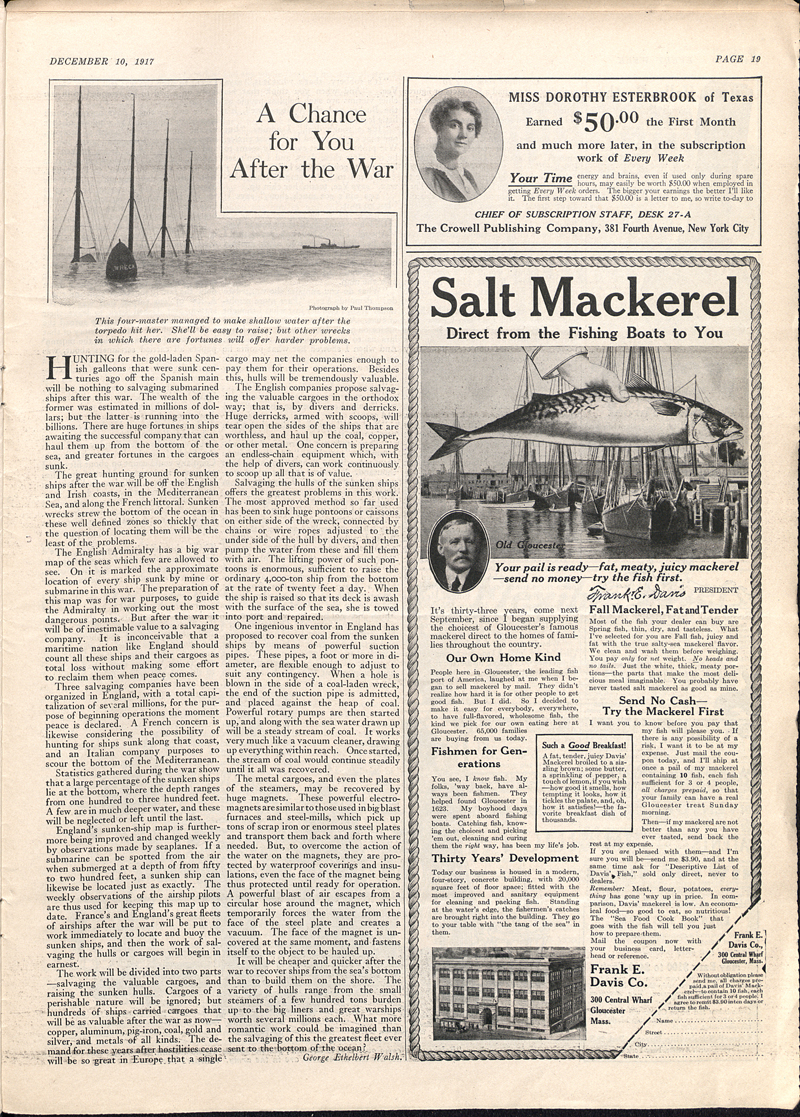 DECEMBER 10, 1917
PAGE 19
A Chance
for You
After the War
Photograph by Paul Thompson
This four-master managed to make shallow water after the
torpedo hit her. She'll be easy to raise; but other wrecks
in which there are fortunes will offer harder problems.
HUNTING for the gold-laden Span-
ish galleons that were sunk cen-
turies ago off the Spanish main
will be nothing to salvaging submarined
ships after this war. The wealth of the
former was estimated in millions of dol-
lars; but the latter is running into the
billions. There are huge fortunes in ships
awaiting the successful company that can
haul them up from the bottom of the
sea, and greater fortunes in the cargoes
sunk.
The great hunting ground for sunken
ships after the war will be off the English
and Irish coasts, in the Mediterranean
Sea, and along the French littoral. Sunken
wrecks strew the bottom of the ocean in
these well defined zones so thickly that
the question of locating them will be the
least of the problems.
The English Admiralty has a big war
map of the seas which few are allowed to
see. On it is marked the approximate
location of every ship sunk by mine or
submarine in this war. The preparation of
this map was for war purposes, to guide
the Admiralty in working out the most
dangerous points. But after the war it
will be of inestimable value to a salvaging
company. It is inconceivable that a
maritime nation like England should
count all these ships and their cargoes as
total loss without making some effort
to reclaim them when peace comes.
Three salvaging companies have been
organized in England, with a total capi-
talization of several millions, for the pur-
pose of beginning operations the moment
peace is declared. A French concern is
likewise considering the possibility of
hunting for ships sunk along that coast,
and an Italian company purposes to
scour the bottom of the Mediterranean.
Statistics gathered during the war show
that a large percentage of the sunken ships
lie at the bottom, where the depth ranges
from one hundred to three hundred feet.
A few are in much deeper water, and these
will be neglected or left until the last.
England's sunken-ship map is further-
more being improved and changed weekly
by observations made by seaplanes. If a
submarine can be spotted from the air
when submerged at a depth of from fifty
to two hundred feet, a sunken ship can
likewise be located just as exactly. The
weekly observations of the airship pilots
are thus used for keeping this map up to
date. France's and England's great fleets
of airships after the war will be put to
work immediately to locate and buoy the
sunken ships, and then the work of sal-
vaging the hulls or cargoes will begin in
earnest.
The work will be divided into two parts
—salvaging the valuable cargoes, and
raising the sunken hulls. Cargoes of a
perishable nature will be ignored; but
hundreds of ships carried cargoes that
will be as valuable after the war as now—
copper, aluminum, pig-iron, coal, gold and
silver, and metals of all kinds. The de-
mand for these years after hostilities cease
will be so great in Europe that a single
cargo may net the companies enough to
pay them for their operations. Besides
this, hulls will be tremendously valuable.
The English companies propose salvag-
ing the valuable cargoes in the orthodox
way; that is, by divers and derricks.
Huge derricks, armed with scoops, will
tear open the sides of the ships that are
worthless, and haul up the coal, copper,
or other metal. One concern is preparing
an endless-chain equipment which, with
the help of divers, can work continuously
to scoop up all that is of value.
Salvaging the hulls of the sunken ships
offers the greatest problems in this work.
The most approved method so far used
has been to sink huge pontoons or caissons
on either side of the wreck, connected by
chains or wire ropes adjusted to the
under side of the hull by divers, and then
pump the water from these and fill them
with air. The lifting power of such pon-
toons is enormous, sufficient to raise the
ordinary 4,000-ton ship from the bottom
at the rate of twenty feet a day. When
the ship is raised so that its deck is awash
with the surface of the sea, she is towed
into port and repaired.
One ingenious inventor in England has
proposed to recover coal from the sunken
ships by means of powerful suction
pipes. These pipes, a foot or more in di-
ameter, are flexible enough to adjust to
suit any contingency. When a hole is
blown in the side of a coal-laden wreck,
the end of the suction pipe is admitted,
and placed against the heap of coal.
Powerful rotary pumps are then started
up, and along with the sea water drawn up
will be a steady stream of coal. It works
very much like a vacuum cleaner, drawing
up everything within reach. Once started,
the stream of coal would continue steadily
until it all was recovered.
The metal cargoes, and even the plates
of the steamers, may be recovered by
huge magnets. These powerful electro-
magnets are similar to those used in big blast
furnaces and steel-mills, which pick up
tons of scrap iron or enormous steel plates
and transport them back and forth where
needed. But, to overcome the action of
the water on the magnets, they are pro-
tected by waterproof coverings and insu-
lations, even the face of the magnet being
thus protected until ready for operation.
A powerful blast of air escapes from a
circular hose around the magnet, which
temporarily forces the water from the
face of the steel plate and creates a
vacuum. The face of the magnet is un-
covered at the same moment, and fastens
itself to the object to be hauled up.
It will be cheaper and quicker after the
war to recover ships from the sea's bottom
than to build them on the shore. The
variety of hulls range from the small
steamers of a few hundred tons burden
up to the big liners and great warships
worth several millions each. What more
romantic work could be imagined than
the salvaging of this the greatest fleet ever
sent to the bottom of the ocean?
George Ethelbert Walsh.
MISS DOROTHY ESTERBROOK of Texas
Earned $50.00 the First Month
and much more later, in the subscription
work of Every Week
Your Time energy and brains, even if used only during spare
hours, may easily be worth $50.00 when employed in
getting Every Week orders. The bigger your earnings the better I'll like
it. The first step toward that $50.00 is a letter to me, so write to-day to
CHIEF OF SUBSCRIPTION STAFF, DESK 27-A
The Crowell Publishing Company, 381 Fourth Avenue, New York City
Salt Mackerel
Direct from the Fishing Boats to You
Old Gloucester
Your pail is ready—fat, meaty, juicy mackerel
—send no money—try the fish first.
Frank E. Davis PRESIDENT
It's thirty-three years, come next
September, since I began supplying
the choicest of Gloucester's famous
mackerel direct to the homes of fami-
lies throughout the country.
Our Own Home Kind
People here in Gloucester, the leading fish
port of America, laughed at me when I be-
gan to sell mackerel by mail. They didn't
realize how hard it is for other people to get
good fish. But I did. So I decided to
make it easy for everybody, everywhere,
to have full-flavored, wholesome fish, the
kind we pick for our own eating here at
Gloucester. 65,000 families
are buying from us today.
Fishmen for Gen-
erations
You see, I know fish. My
folks, 'way back, have al-
ways been fishmen. They
helped found Gloucester in
1623. My boyhood days
were spent aboard fishing
boats. Catching fish, know-
ing the choicest and picking
'em out, cleaning and curing
them the right way, has been my life's job.
Thirty Years' Development
Today our business is housed in a modern,
four-story, concrete building, with 20,000
square feet of floor space; fitted with the
most improved and sanitary equipment
for cleaning and packing fish. Standing
at the water's edge, the fishermen's catches
are brought right into the building. They go
to your table with "the tang of the sea" in
them.
Such a Good Breakfast!
A fat, tender, juicy Davis'
Mackerel broiled to a siz-
zling brown; some butter,
a sprinkling of pepper, a
touch of lemon, if you wish
—how good it smells, how
tempting it looks, how it
tickles the palate, and, oh,
how it satisfies!—the fa-
vorite breakfast dish of
thousands.
Fall Mackerel, Fat and Tender
Most of the fish your dealer can buy are
Spring fish, thin, dry, and tasteless. What
I've selected for you are Fall fish, juicy and
fat with the true salty-sea mackerel flavor.
We clean and wash them before weighing.
You pay only for net weight. No heads and
no tails. Just the white, thick, meaty por-
tions—the parts that make the most deli-
cious meal imaginable. You probably have
never tasted salt mackerel as good as mine.
Send No Cash—
Try the Mackerel First
I want you to know before you pay that
my fish will please you. If
there is any possibility of a
risk, I want it to be at my
expense. Just mail the cou-
pon today, and I'll ship at
once a pail of my mackerel
containing 10 fish, each fish
sufficient for 3 or 4 people,
all charges prepaid, so that
your family can have a real
Gloucester treat Sunday
morning.
Then—if my mackerel are not
better than any you have
ever tasted, send back the
rest at my expense.
If you are pleased with them—and I'm
sure you will be—send me $3.90, and at the
same time ask for "Descriptive List of
Davis' Fish," sold only direct, never to
dealers.
Remember: Meat, flour, potatoes, every-
thing has gone 'way up in price. In com-
parison, Davis' mackerel is low. An econom-
ical food—so good to eat, so nutritious!
The "Sea Food Cook Book" that
goes with the fish will tell you just
how to prepare them.
Mail the coupon now with
your business card, letter-
head or reference.
Frank E.
Davis Co.
300 Central Wharf
Gloucester
Mass.
Frank E.
Davis Co.,
300 Central Wharf
Gloucester, Mass.
Without obligation please
send me, all charges pre-
paid, a pail of Davis' Mack-
erel—to contain 10 fish, each
fish sufficient for 3 or 4 people. I
agree to remit $3.90 in ten days or
return the fish.
Name
Street
City
State